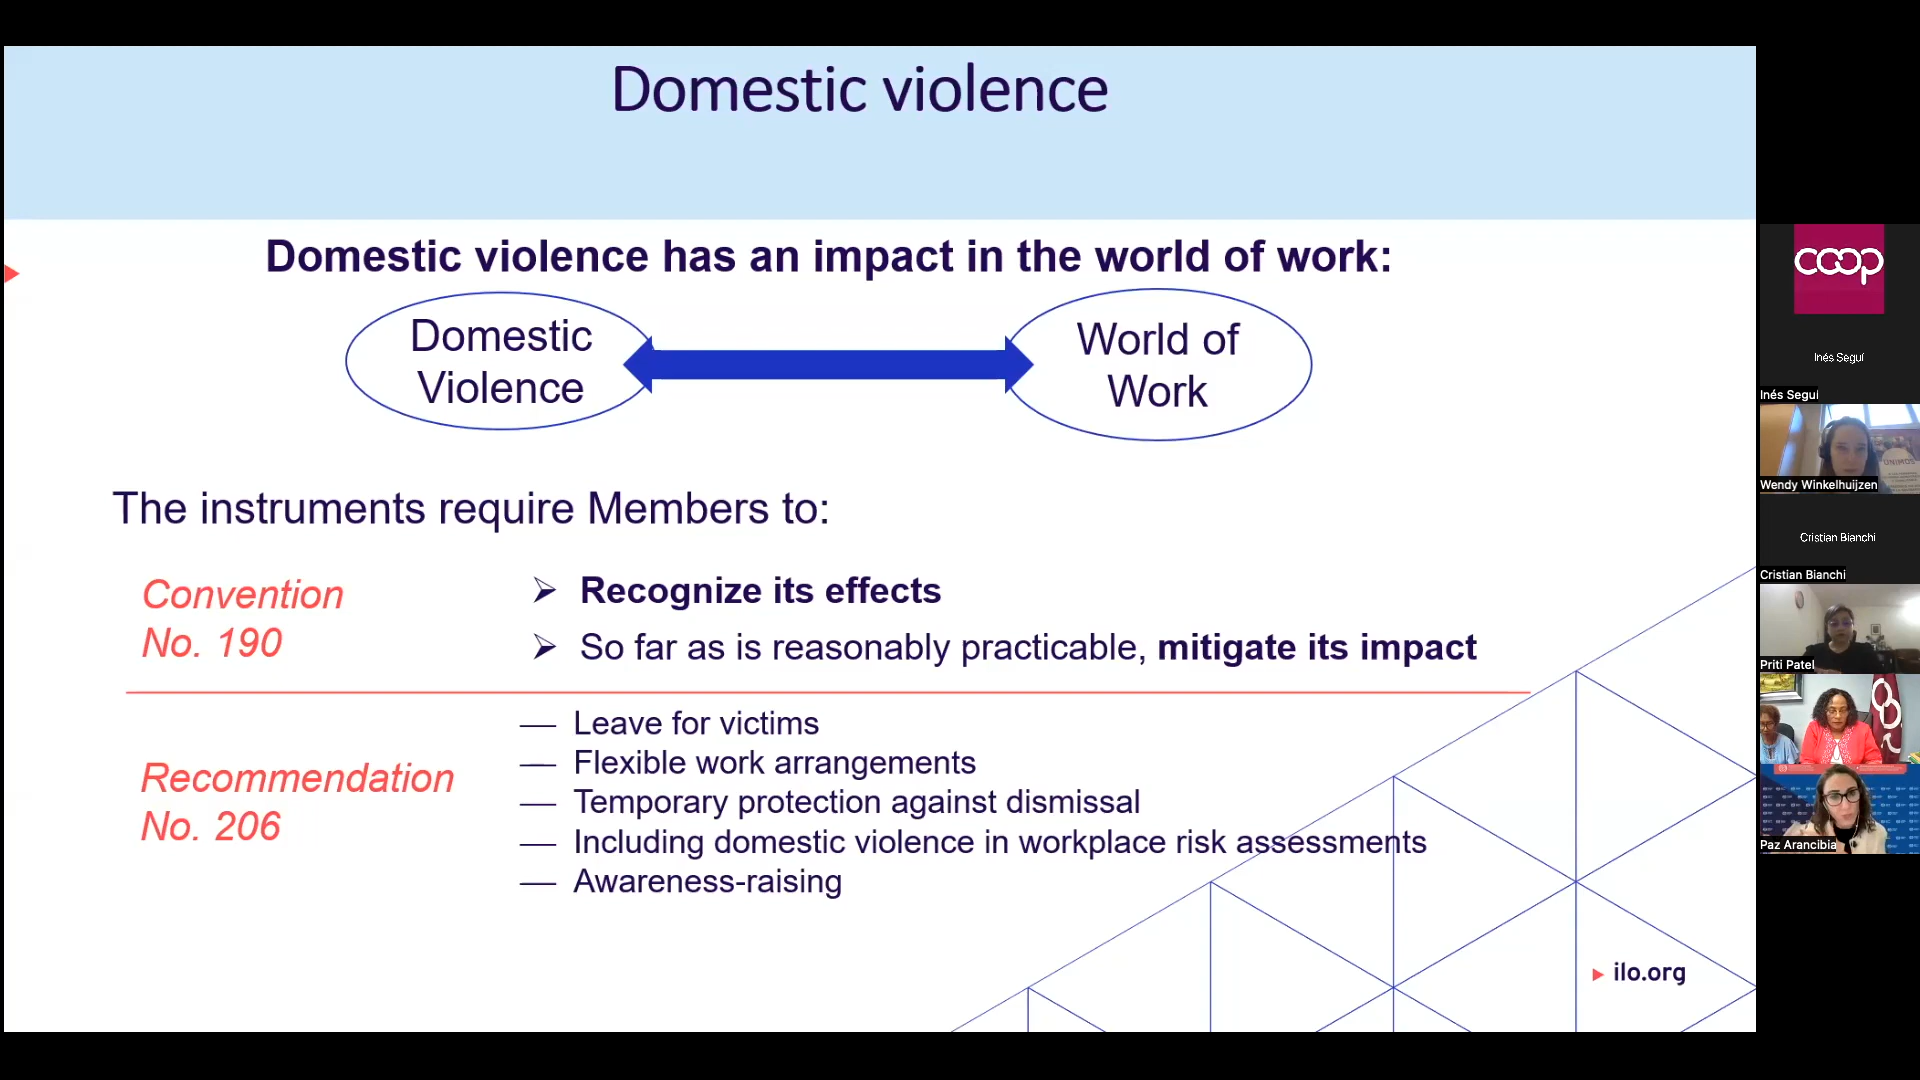 Domestic violence
Domestic violence has an impact in the world of work:
Domestic
Violence
World of
Work
The instruments require Members to:
Convention
No. 190
➢ Recognize its effects
➢ So far as is reasonably practicable, mitigate its impact
Recommendation
No. 206
— Leave for victims
— Flexible work arrangements
— Temporary protection against dismissal
— Including domestic violence in workplace risk assessments
— Awareness-raising
ilo.org
coop
Inés Seguí
Inés Seguí
UNIMOS
Wendy Winkelhuijzen
Cristian Bianchi
Cristian Bianchi
Priti Patel
Paz Arancibia